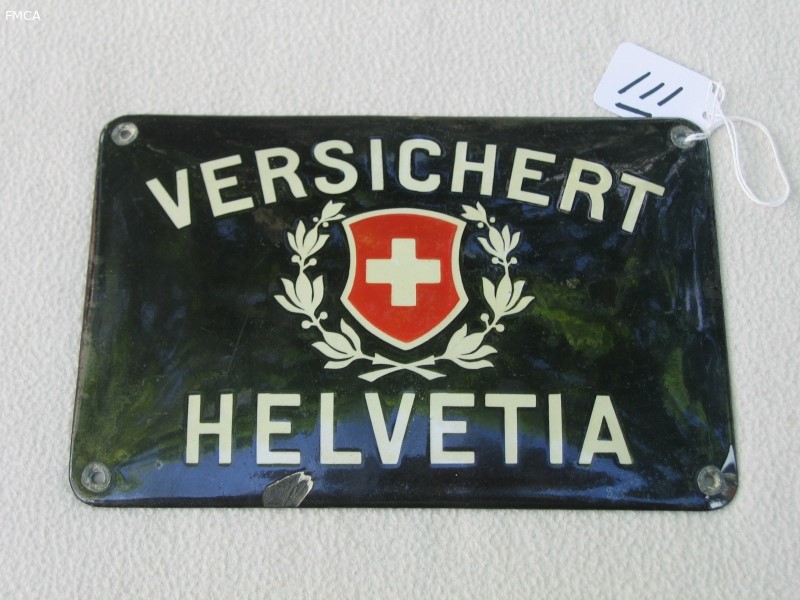 FMCA
111
VERSICHERT
HELVETIA